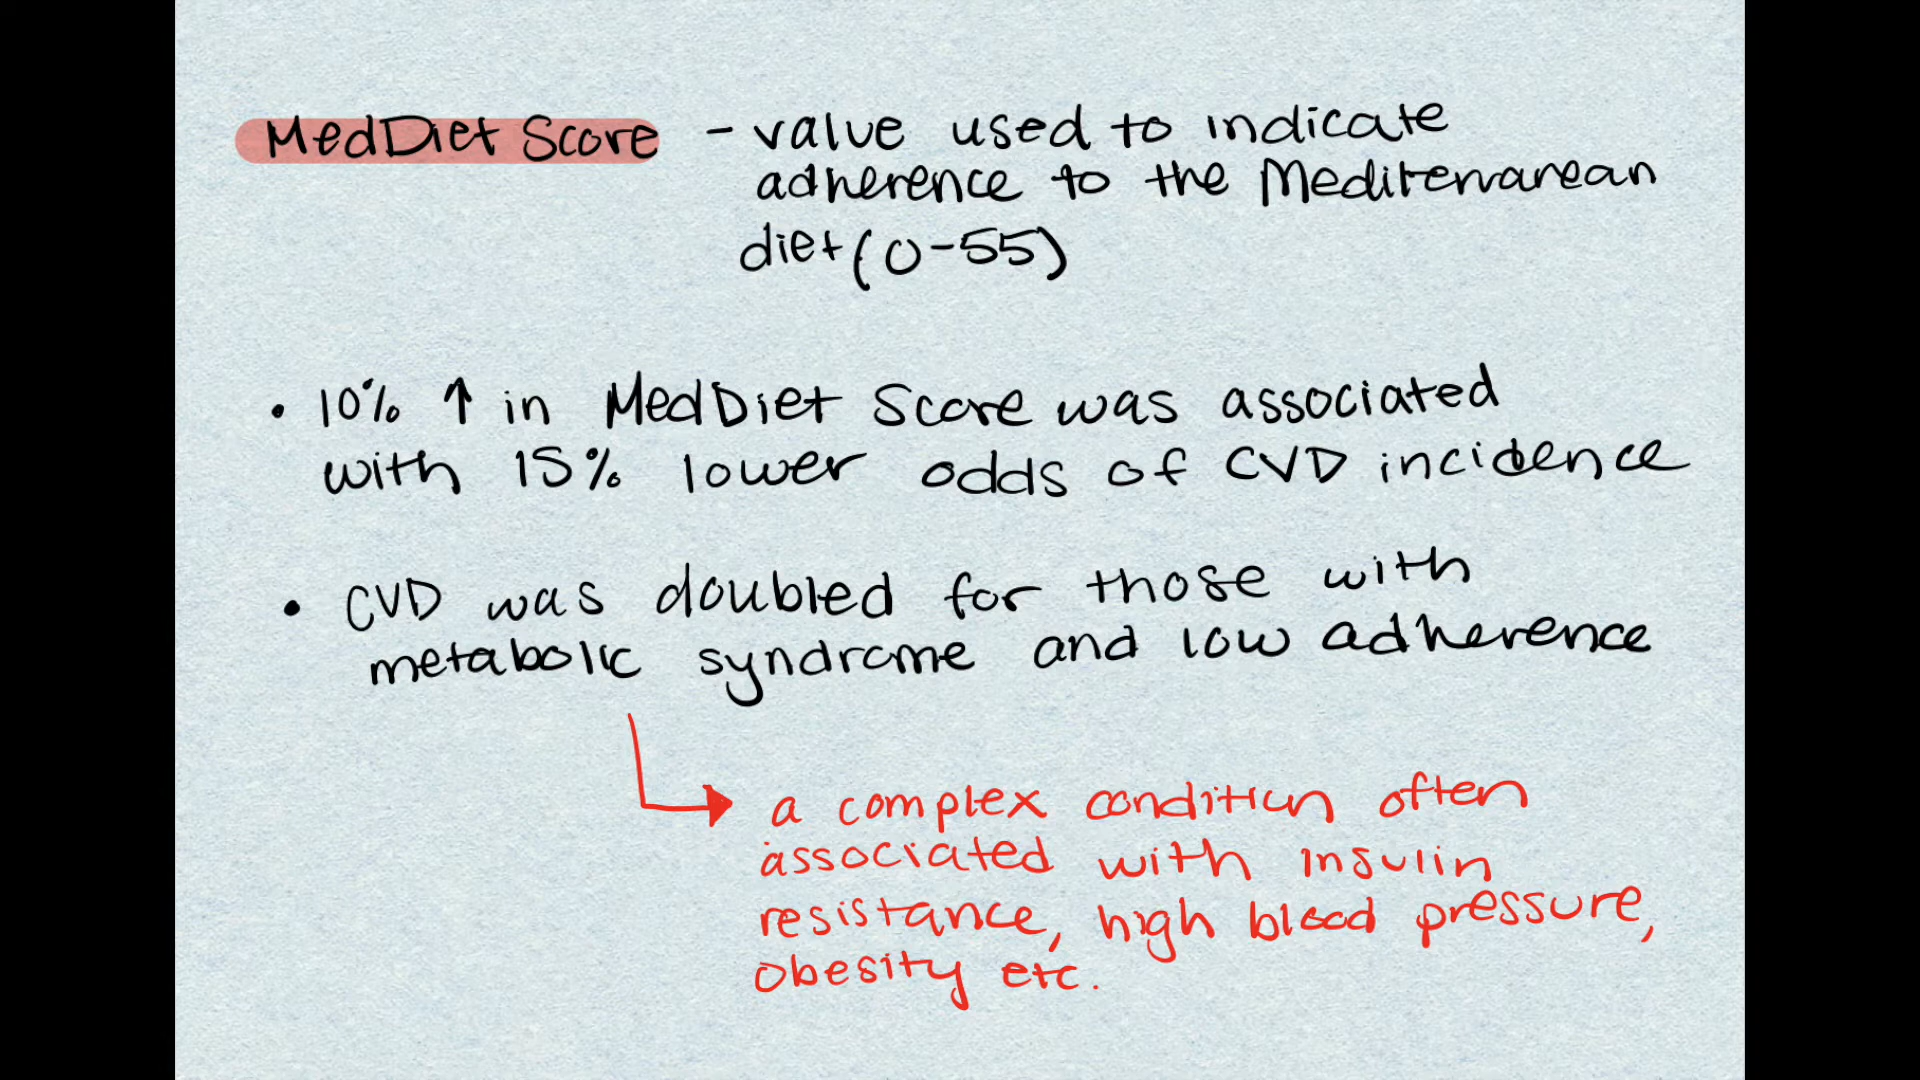 MedDiet Score - value used to indicate
adherence to the Mediterranean
diet (0-55)
• 10% ↑ in MedDiet Score was associated
with 15% lower odds of CVD incidence
• CVD was doubled for those with
metabolic syndrome and low adherence
a complex condition often
associated with insulin
resistance, high blood pressure,
obesity etc.